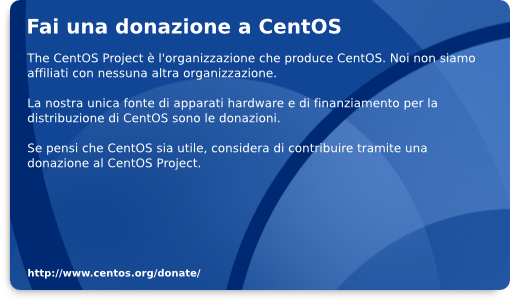 Fai una donazione a CentOS
The CentOS Project è l'organizzazione che produce CentOS. Noi non siamo
affiliati con nessuna altra organizzazione.
La nostra unica fonte di apparati hardware e di finanziamento per la
distribuzione di CentOS sono le donazioni.
Se pensi che CentOS sia utile, considera di contribuire tramite una
donazione al CentOS Project.
http://www.centos.org/donate/